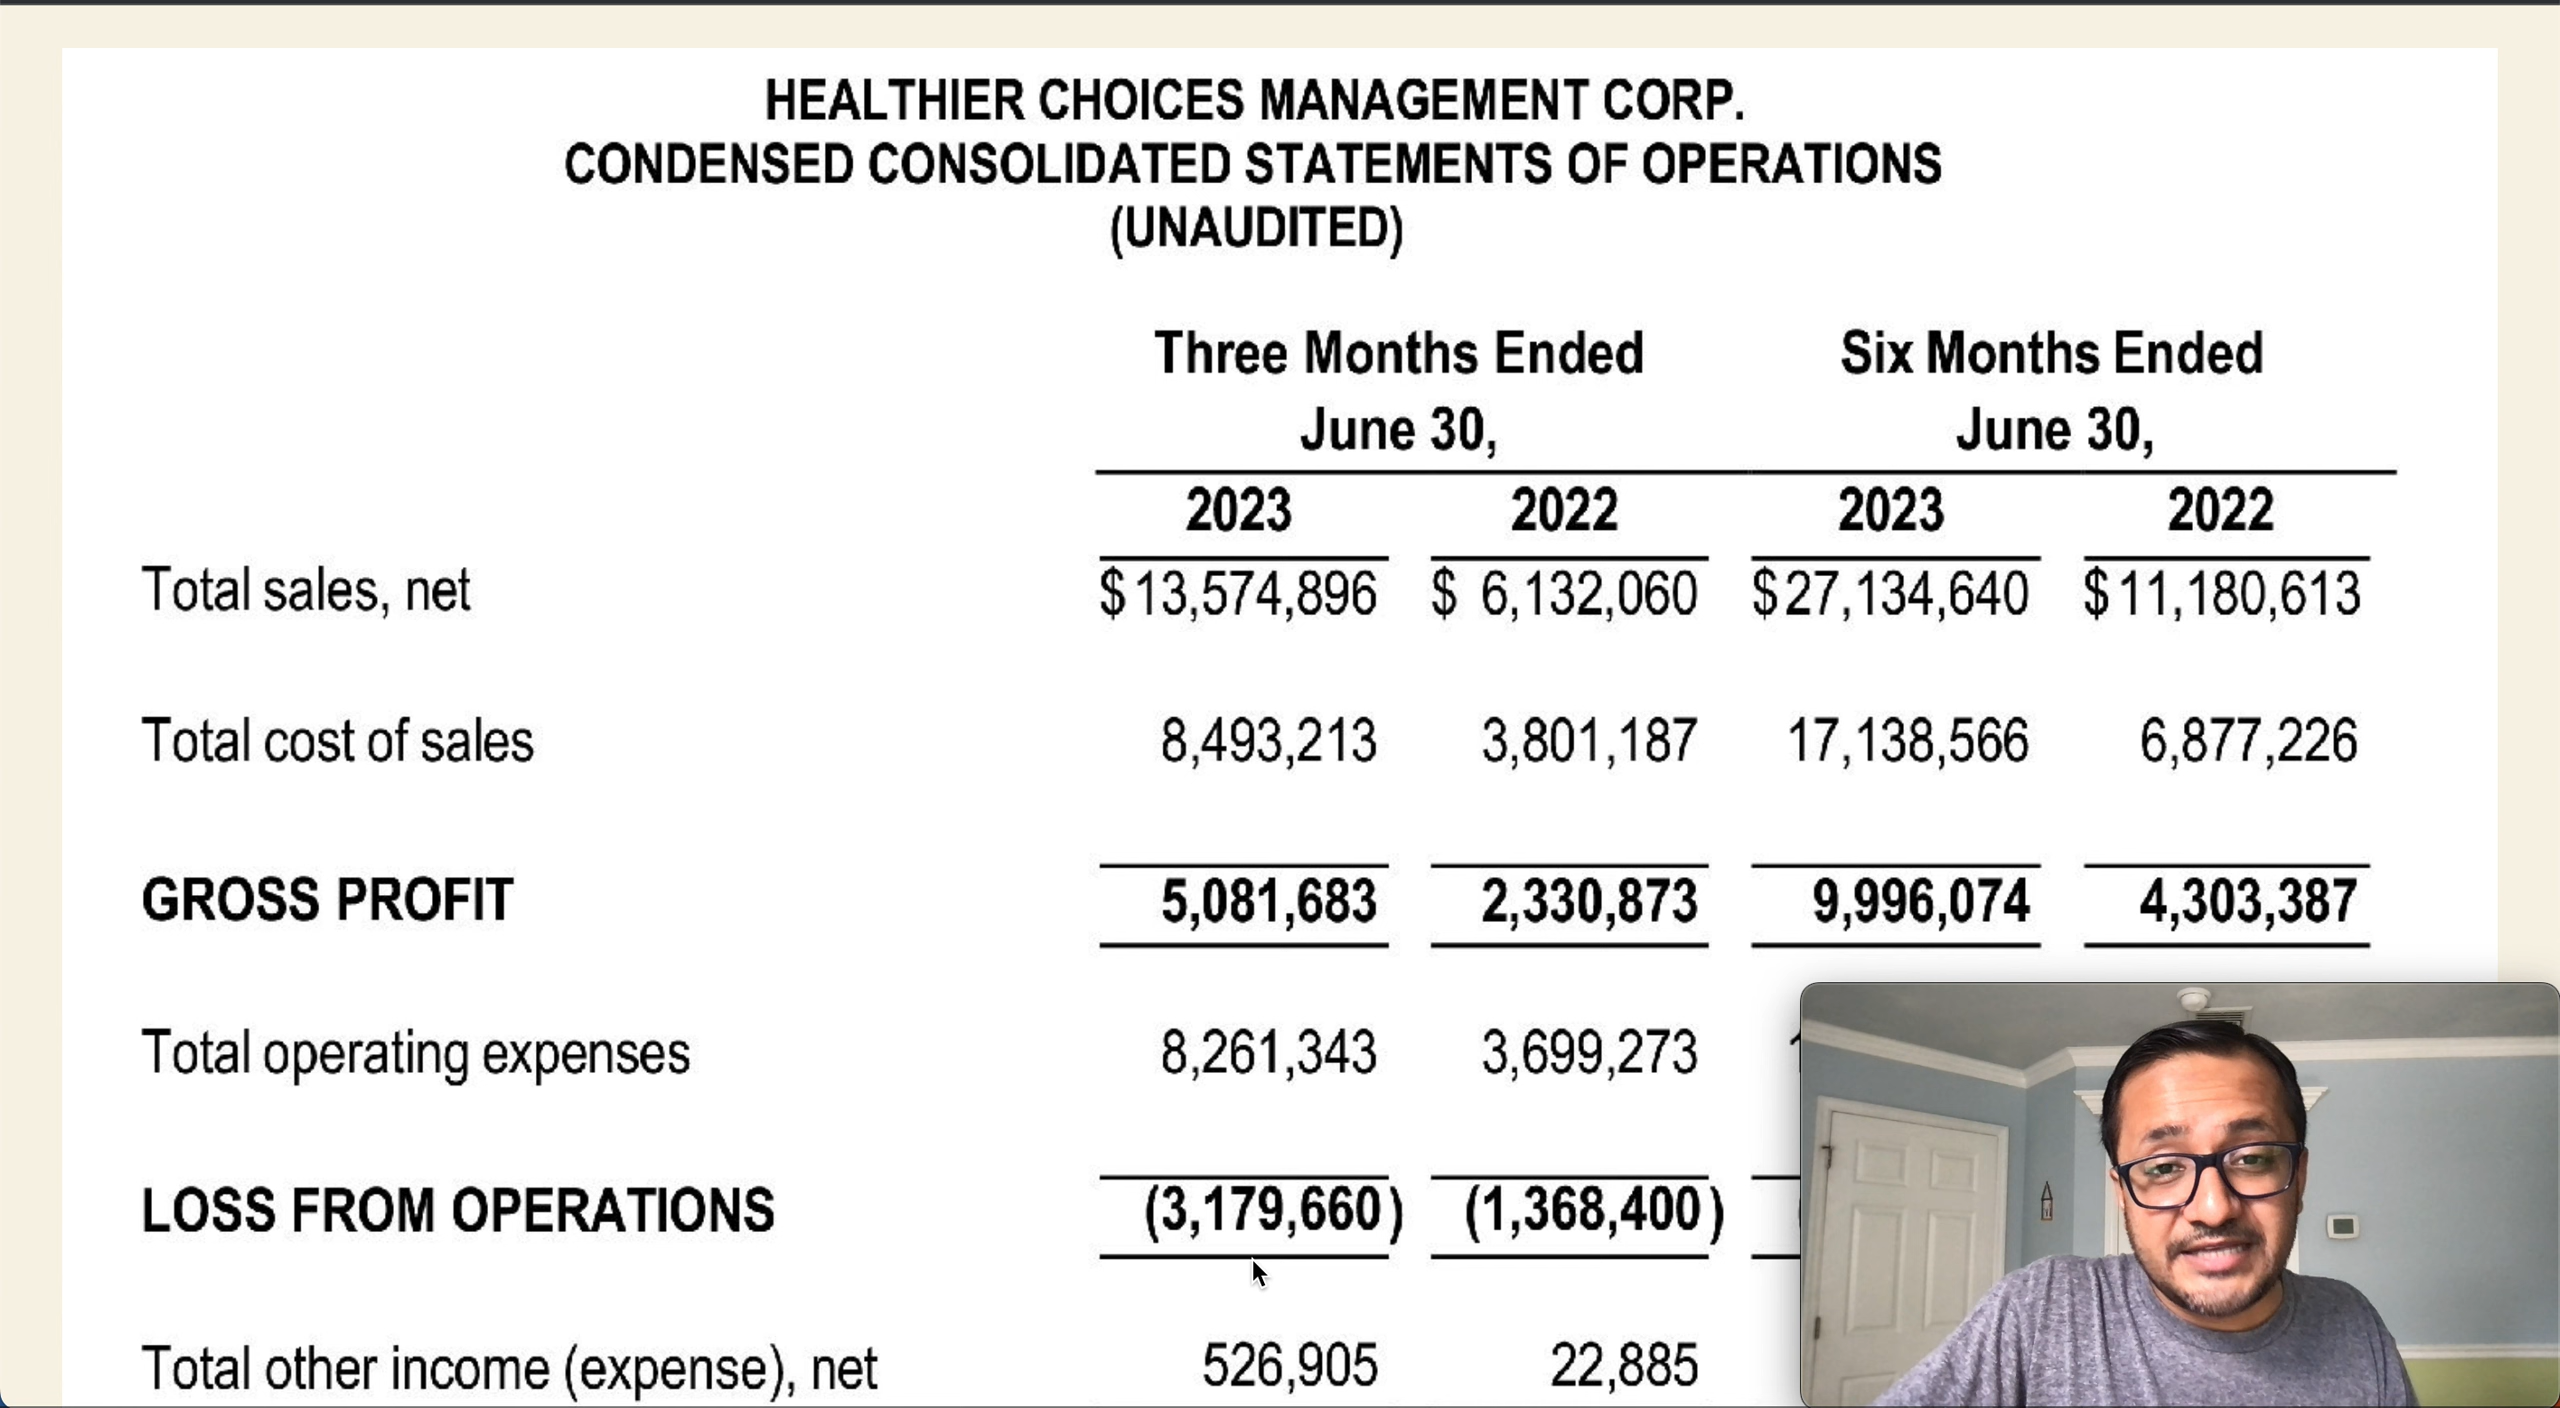 HEALTHIER CHOICES MANAGEMENT CORP.
CONDENSED CONSOLIDATED STATEMENTS OF OPERATIONS
(UNAUDITED)
Three Months Ended Six Months Ended
June 30, June 30,
2023 2022 2023 2022
Total sales, net $13,574,896 $ 6,132,060 $27,134,640 $11,180,613
Total cost of sales 8,493,213 3,801,187 17,138,566 6,877,226
GROSS PROFIT 5,081,683 2,330,873 9,996,074 4,303,387
Total operating expenses 8,261,343 3,699,273
LOSS FROM OPERATIONS (3,179,660) (1,368,400)
Total other income (expense), net 526,905 22,885